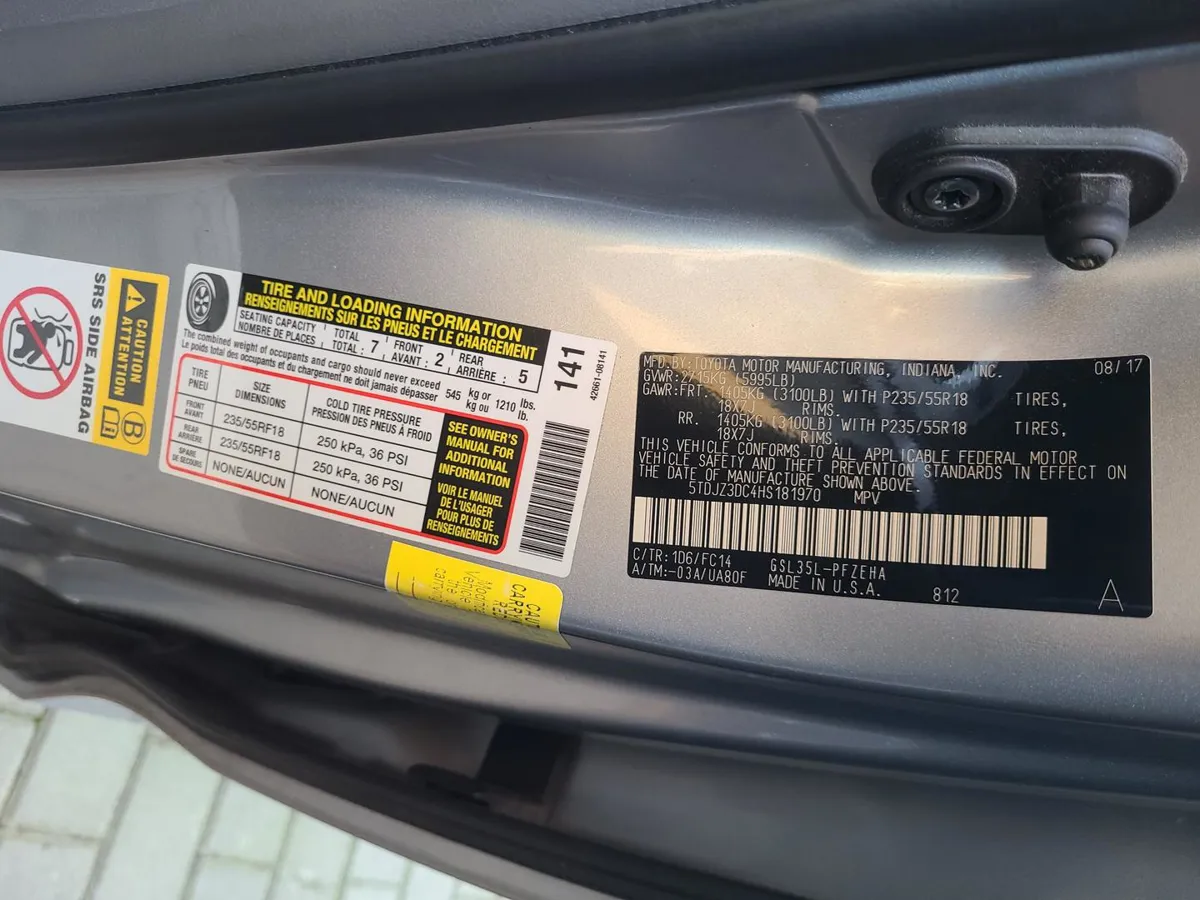 SRS SIDE AIRBAG
CAUTION
ATTENTION
TIRE AND LOADING INFORMATION
RENSEIGNEMENTS SUR LES PNEUS ET LE CHARGEMENT
SEATING CAPACITY
NOMBRE DE PLACES
TOTAL
TOTAL : 7
FRONT
AVANT : 2
REAR
ARRIÈRE : 5
The combined weight of occupants and cargo should never exceed 545 kg or 1210 lbs.
Le poids total des occupants et du chargement ne doit jamais dépasser kg ou lb.
TIRE
PNEU
SIZE
DIMENSIONS
COLD TIRE PRESSURE
PRESSION DES PNEUS À FROID
FRONT
AVANT
235/55RF18
250 kPa, 36 PSI
REAR
ARRIÈRE
235/55RF18
250 kPa, 36 PSI
SPARE
DE SECOURS
NONE/AUCUN
NONE/AUCUN
SEE OWNER'S
MANUAL FOR
ADDITIONAL
INFORMATION
VOIR LE MANUEL
DE L'USAGER
POUR PLUS DE
RENSEIGNEMENTS
141
42661-08141
MFD.BY:TOYOTA MOTOR MANUFACTURING, INDIANA, INC. 08/17
GVWR:2715KG (5995LB)
GAWR:FRT. 1405KG (3100LB) WITH P235/55R18 TIRES,
18X7J RIMS.
RR. 1405KG (3100LB) WITH P235/55R18 TIRES,
18X7J RIMS.
THIS VEHICLE CONFORMS TO ALL APPLICABLE FEDERAL MOTOR
VEHICLE SAFETY AND THEFT PREVENTION STANDARDS IN EFFECT ON
THE DATE OF MANUFACTURE SHOWN ABOVE.
5TDJZ3DC4HS181970 MPV
C/TR:1D6/FC14 GSL35L-PFZEHA
A/TM:-03A/UA80F MADE IN U.S.A. 812
A